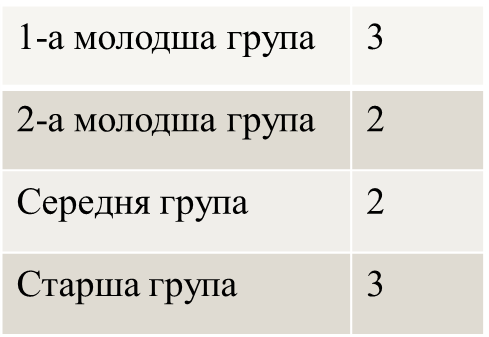 1-а молодша група 3
2-а молодша група 2
Середня група 2
Старша група 3